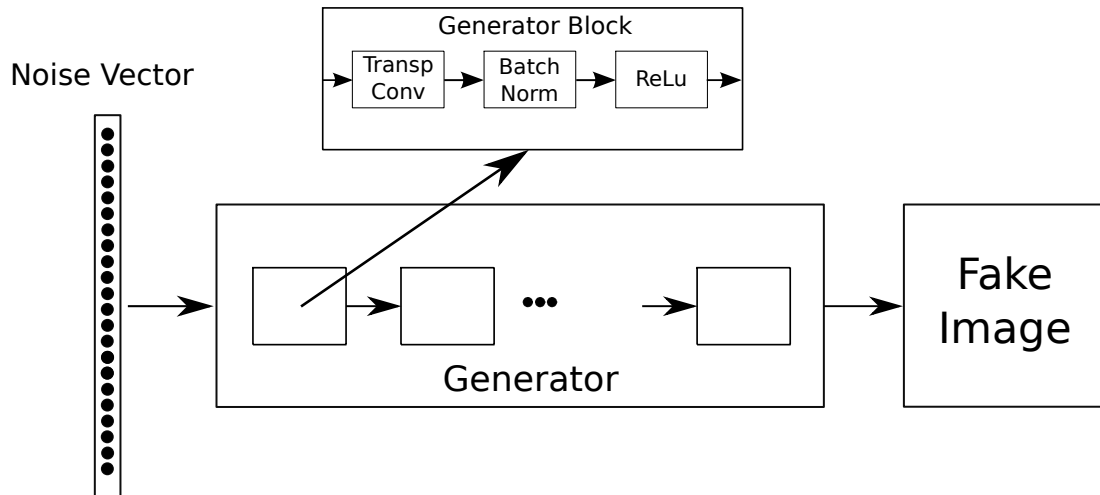 Generator Block
Transp
Conv
Batch
Norm
ReLu
Noise Vector
Generator
Fake
Image